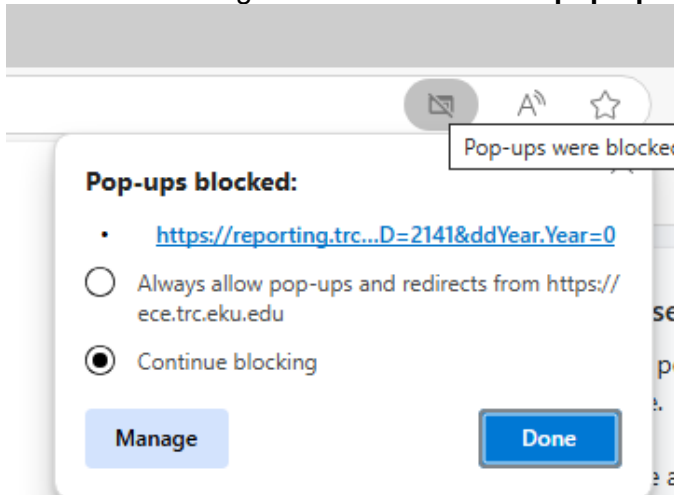 A
Pop-ups were blocked
Pop-ups blocked:
• https://reporting.trc...D=2141&ddYear.Year=0
Always allow pop-ups and redirects from https://
ece.trc.eku.edu
Continue blocking
Manage
Done